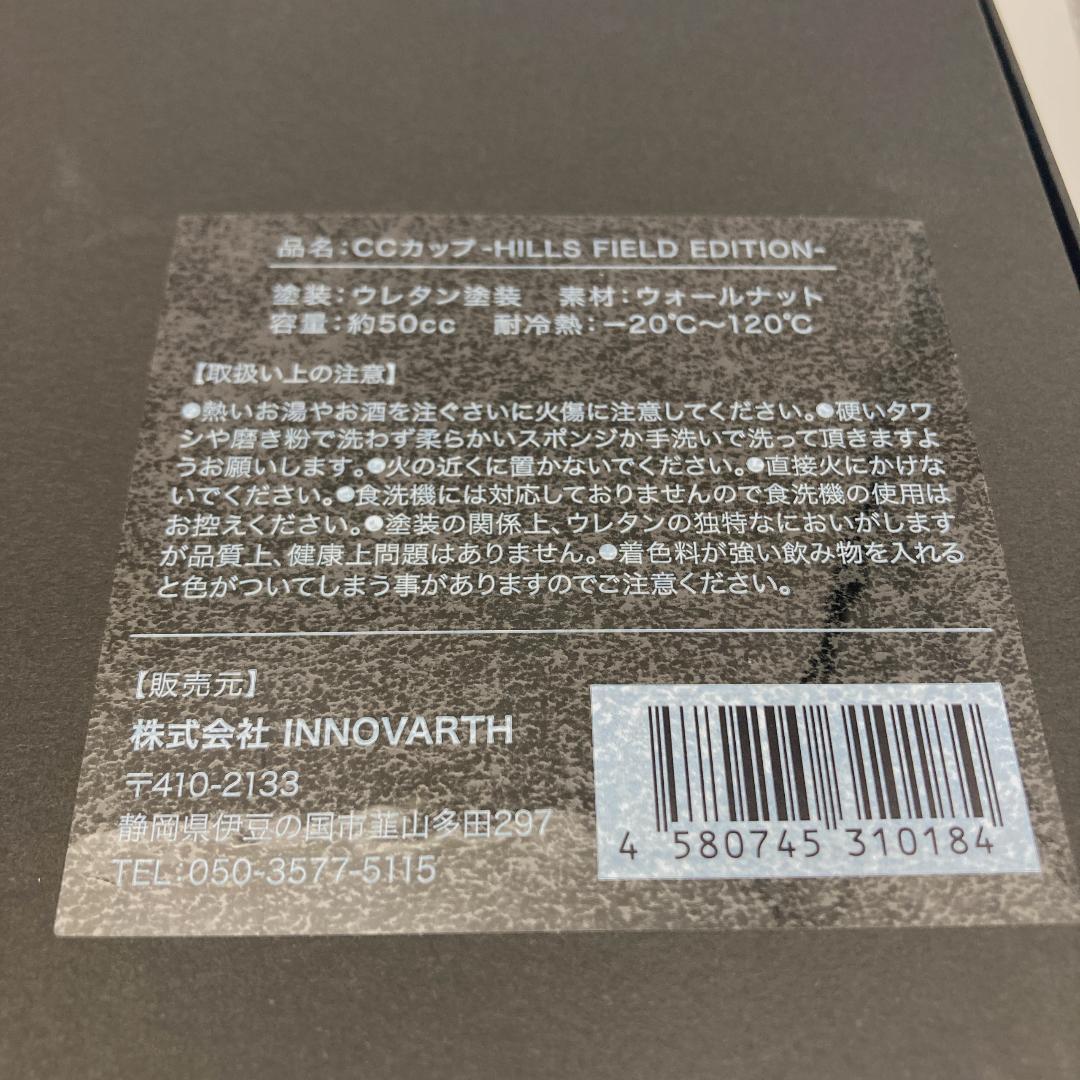 品名:CCカップ-HILLS FIELD EDITION-
塗装:ウレタン塗装 素材:ウォールナット
容量:約50cc 耐冷熱:−20℃〜120℃
【取扱い上の注意】
●熱いお湯やお酒を注ぐさいに火傷に注意してください。●硬いタワ
シや磨き粉で洗わず柔らかいスポンジか手洗いで洗って頂きますよ
うお願いします。●火の近くに置かないでください。●直接火にかけな
いでください。●食洗機には対応しておりませんので食洗機の使用は
お控えください。●塗装の関係上、ウレタンの独特なにおいがします
が品質上、健康上問題はありません。●着色料が強い飲み物を入れる
と色がついてしまう事がありますのでご注意ください。
【販売元】
株式会社 INNOVARTH
〒410-2133
静岡県伊豆の国市韮山多田297
TEL:050-3577-5115
4 580745 310184